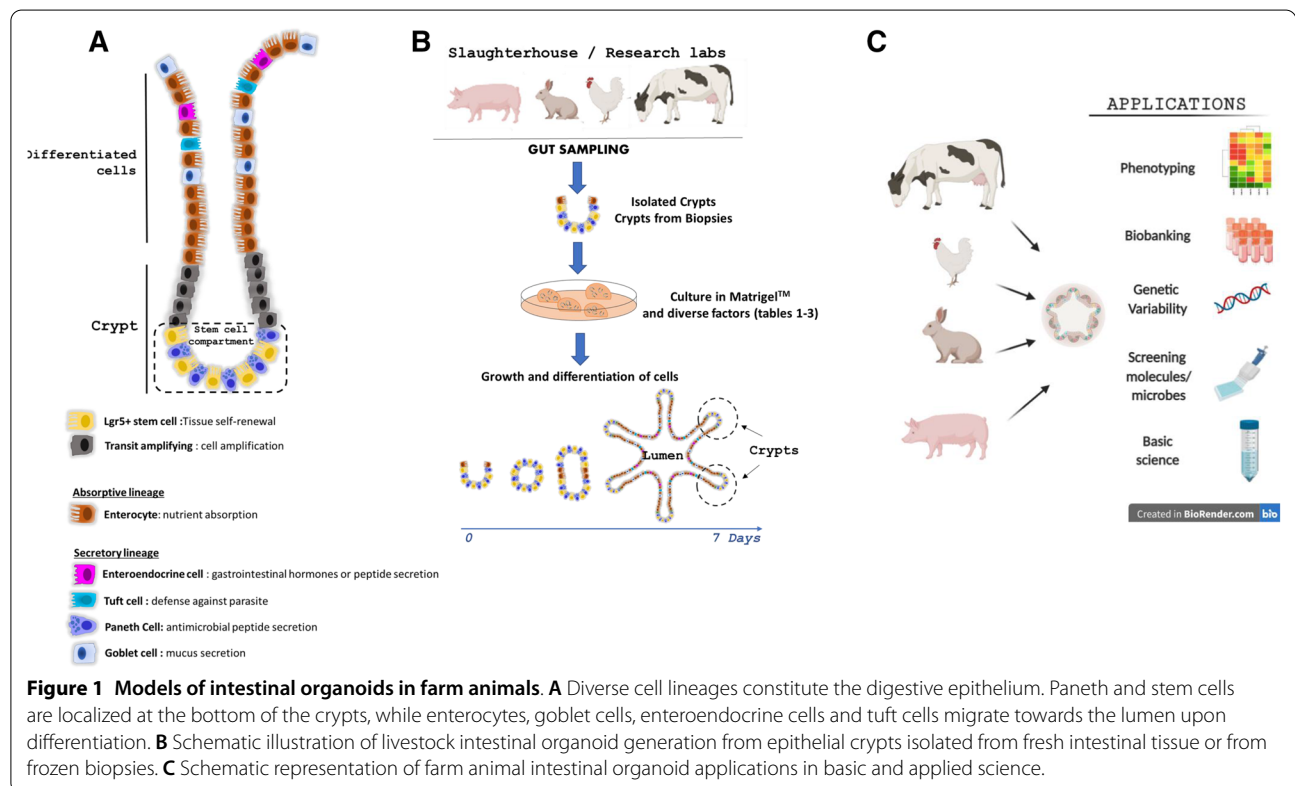 A
Differentiated
cells
Crypt
Stem cell
compartment
Lgr5+ stem cell :Tissue self-renewal
Transit amplifying : cell amplification
Absorptive lineage
Enterocyte: nutrient absorption
Secretory lineage
Enteroendocrine cell : gastrointestinal hormones or peptide secretion
Tuft cell : defense against parasite
Paneth Cell: antimicrobial peptide secretion
Goblet cell : mucus secretion
B
Slaughterhouse / Research labs
GUT SAMPLING
Isolated Crypts
Crypts from Biopsies
Culture in Matrigel™
and diverse factors (tables 1-3)
Growth and differentiation of cells
Lumen
Crypts
0
7 Days
C
APPLICATIONS
Phenotyping
Biobanking
Genetic
Variability
Screening
molecules/
microbes
Basic
science
Created in BioRender.com bio
Figure 1 Models of intestinal organoids in farm animals. A Diverse cell lineages constitute the digestive epithelium. Paneth and stem cells
are localized at the bottom of the crypts, while enterocytes, goblet cells, enteroendocrine cells and tuft cells migrate towards the lumen upon
differentiation. B Schematic illustration of livestock intestinal organoid generation from epithelial crypts isolated from fresh intestinal tissue or from
frozen biopsies. C Schematic representation of farm animal intestinal organoid applications in basic and applied science.